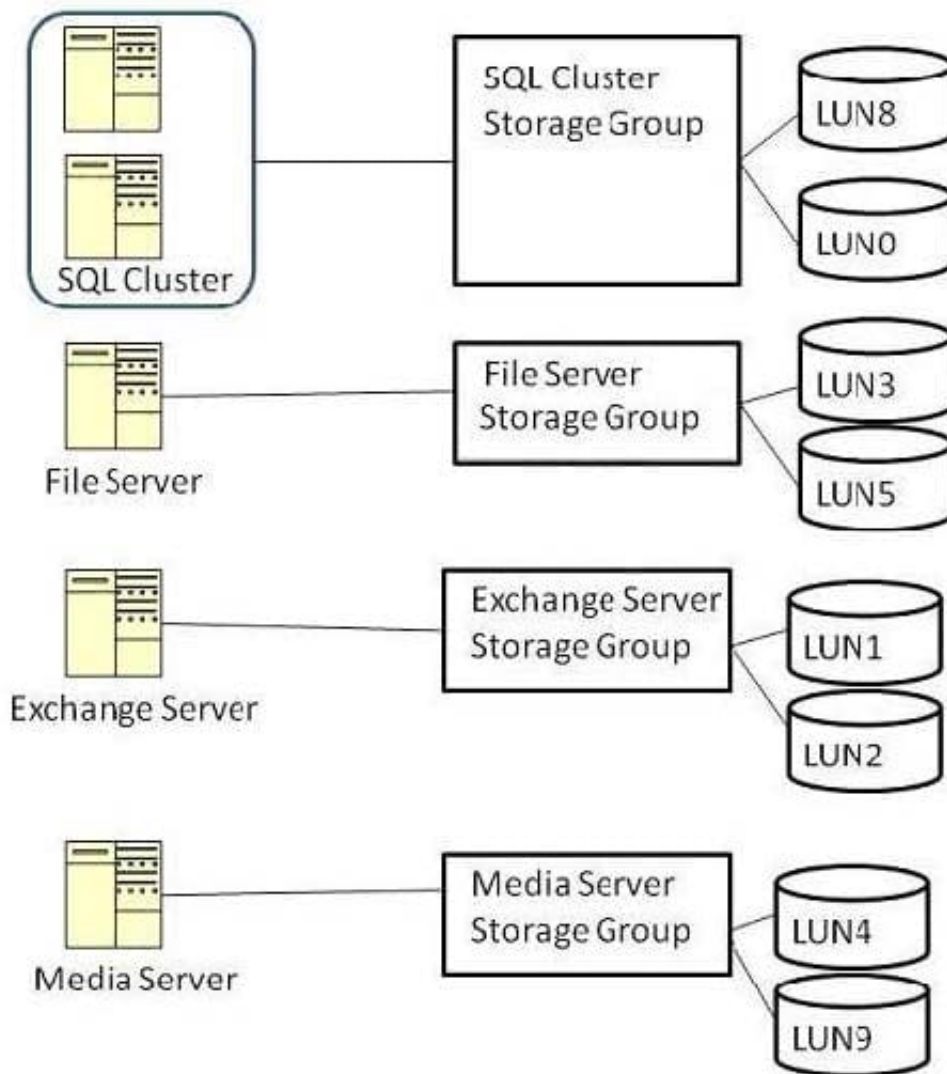 SQL Cluster
SQL Cluster
Storage Group
LUN8
LUN0
File Server
File Server
Storage Group
LUN3
LUN5
Exchange Server
Exchange Server
Storage Group
LUN1
LUN2
Media Server
Media Server
Storage Group
LUN4
LUN9